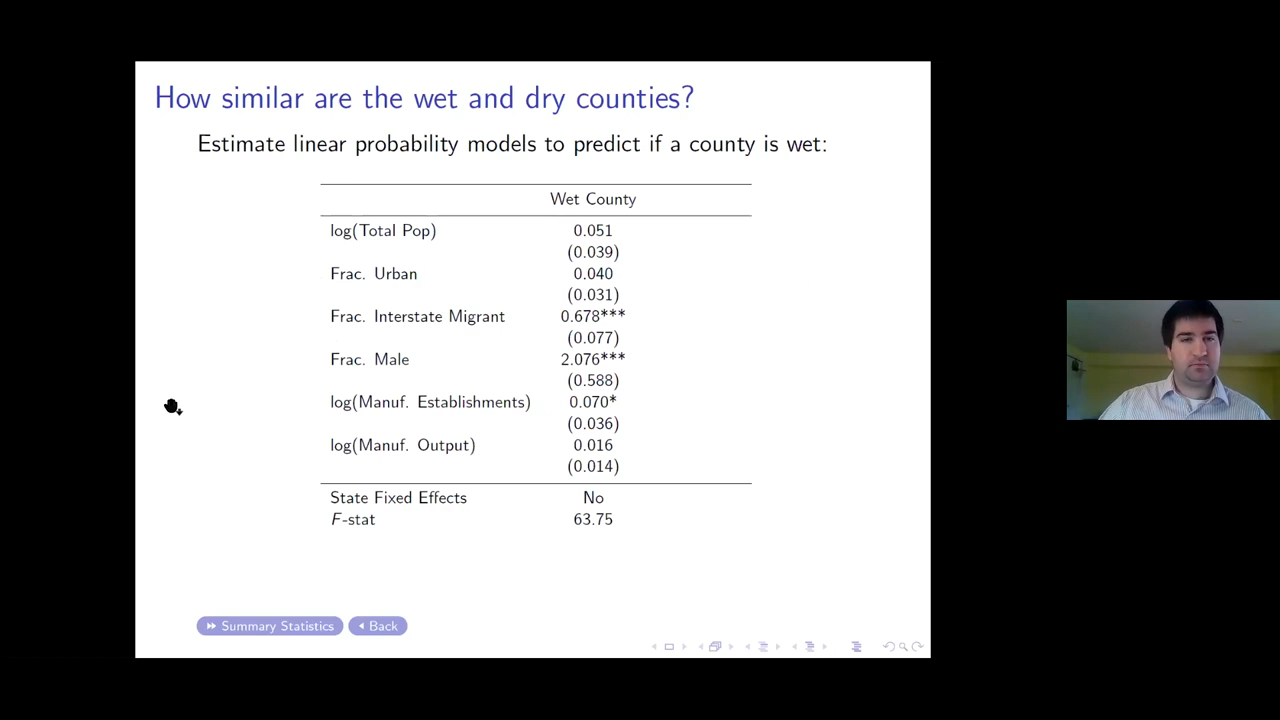 How similar are the wet and dry counties?
Estimate linear probability models to predict if a county is wet:
Wet County
log(Total Pop) 0.051
(0.039)
Frac. Urban 0.040
(0.031)
Frac. Interstate Migrant 0.678***
(0.077)
Frac. Male 2.076***
(0.588)
log(Manuf. Establishments) 0.070*
(0.036)
log(Manuf. Output) 0.016
(0.014)
State Fixed Effects No
F-stat 63.75
Summary Statistics Back